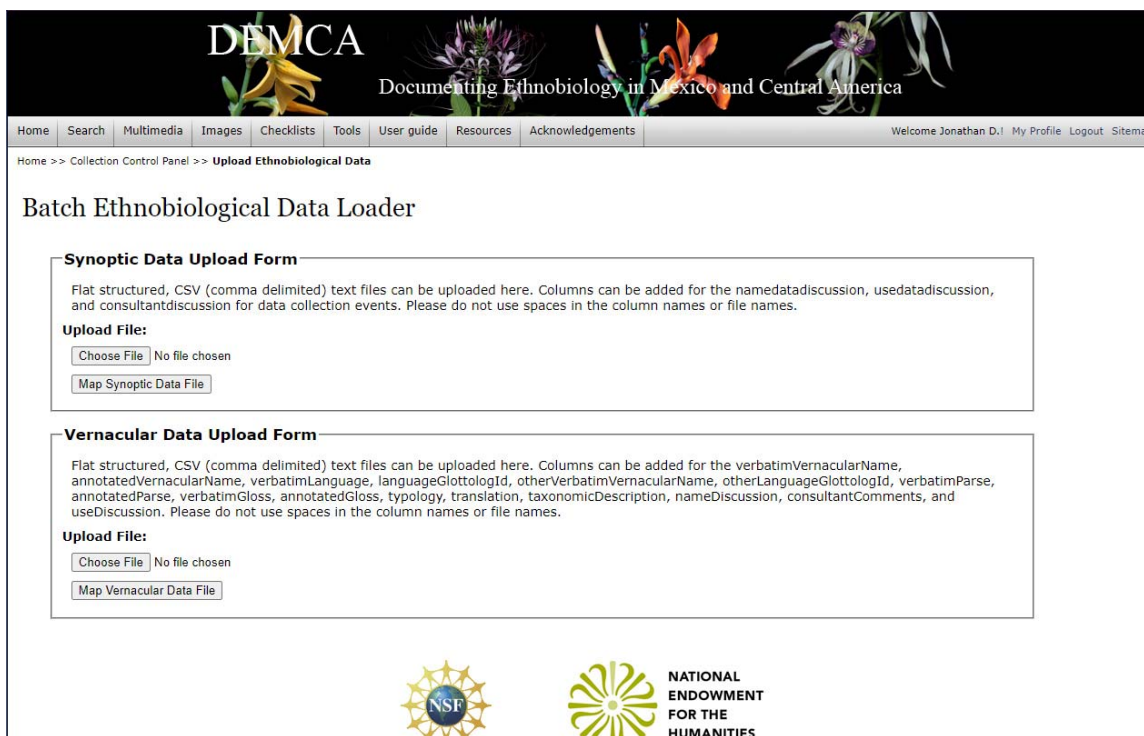 DEMCA
Documenting Ethnobiology in Mexico and Central America
Home Search Multimedia Images Checklists Tools User guide Resources Acknowledgements Welcome Jonathan D.! My Profile Logout Sitema
Home >> Collection Control Panel >> Upload Ethnobiological Data
Batch Ethnobiological Data Loader
Synoptic Data Upload Form
Flat structured, CSV (comma delimited) text files can be uploaded here. Columns can be added for the namedatadiscussion, usedatadiscussion,
and consultantdiscussion for data collection events. Please do not use spaces in the column names or file names.
Upload File:
Choose File No file chosen
Map Synoptic Data File
Vernacular Data Upload Form
Flat structured, CSV (comma delimited) text files can be uploaded here. Columns can be added for the verbatimVernacularName,
annotatedVernacularName, verbatimLanguage, languageGlottologId, otherVerbatimVernacularName, otherLanguageGlottologId, verbatimParse,
annotatedParse, verbatimGloss, annotatedGloss, typology, translation, taxonomicDescription, nameDiscussion, consultantComments, and
useDiscussion. Please do not use spaces in the column names or file names.
Upload File:
Choose File No file chosen
Map Vernacular Data File
NSF
NATIONAL
ENDOWMENT
FOR THE
HUMANITIES